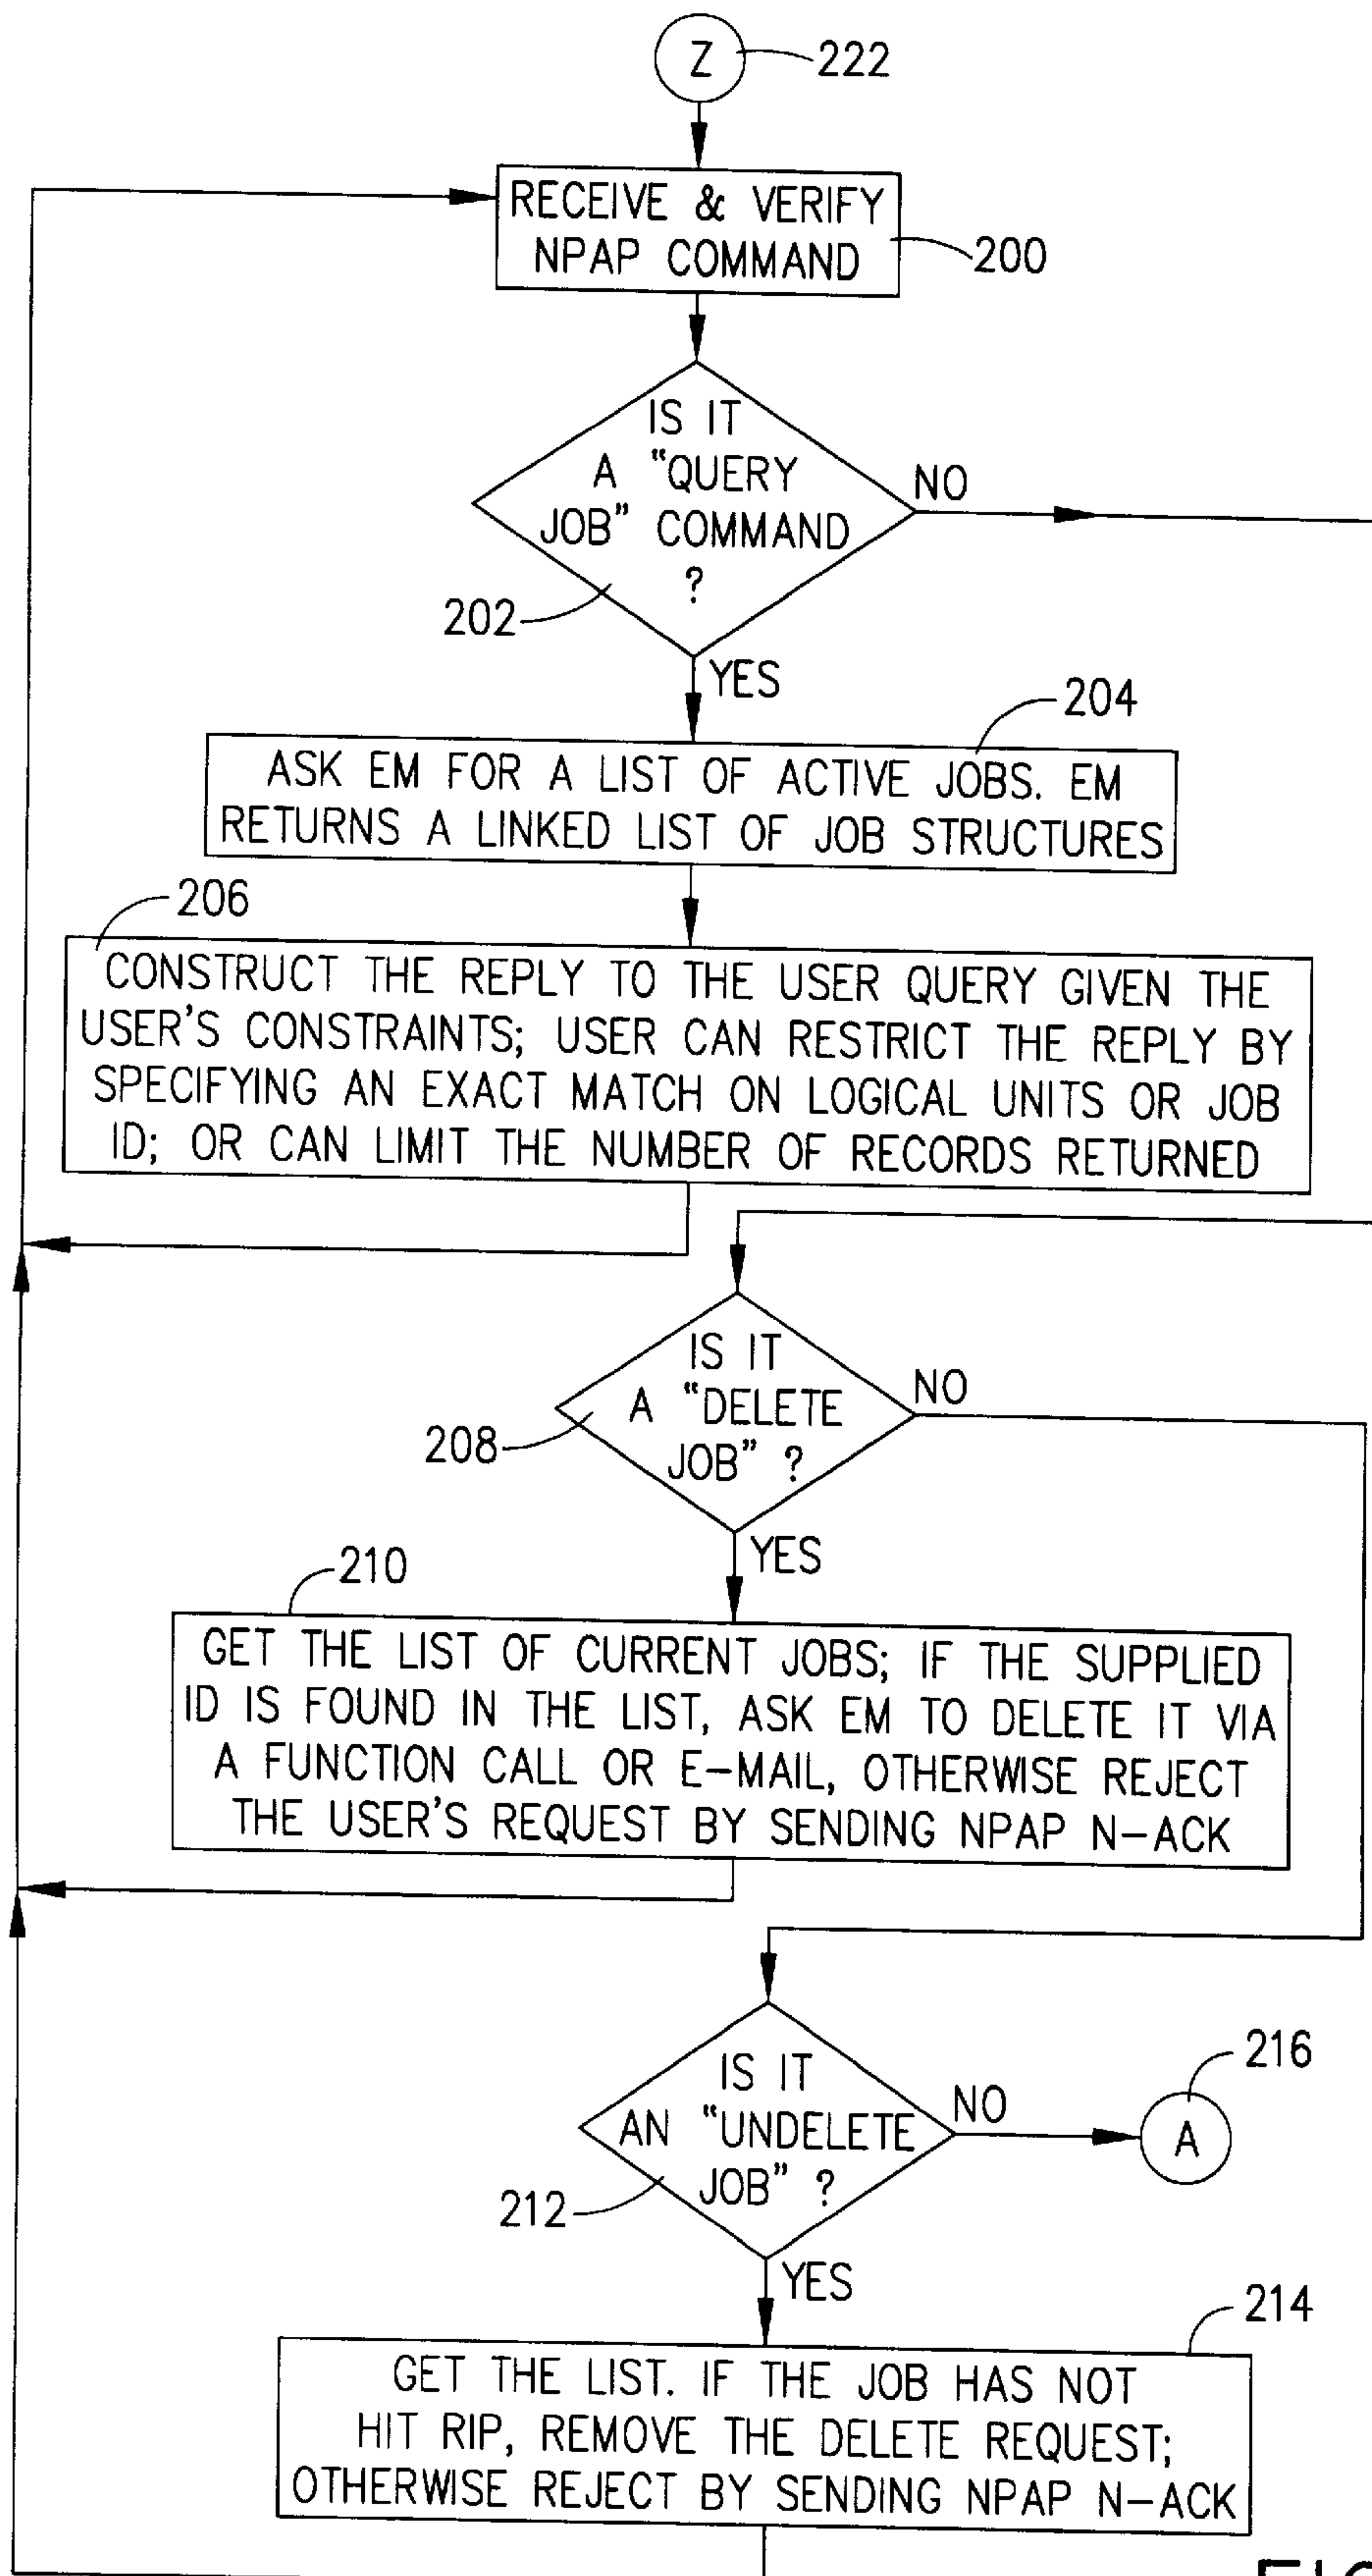 Z
222
RECEIVE & VERIFY
NPAP COMMAND
200
IS IT
A "QUERY
JOB" COMMAND
?
NO
202
YES
204
ASK EM FOR A LIST OF ACTIVE JOBS. EM
RETURNS A LINKED LIST OF JOB STRUCTURES
206
CONSTRUCT THE REPLY TO THE USER QUERY GIVEN THE
USER'S CONSTRAINTS; USER CAN RESTRICT THE REPLY BY
SPECIFYING AN EXACT MATCH ON LOGICAL UNITS OR JOB
ID; OR CAN LIMIT THE NUMBER OF RECORDS RETURNED
IS IT
A "DELETE
JOB" ?
NO
208
YES
210
GET THE LIST OF CURRENT JOBS; IF THE SUPPLIED
ID IS FOUND IN THE LIST, ASK EM TO DELETE IT VIA
A FUNCTION CALL OR E-MAIL, OTHERWISE REJECT
THE USER'S REQUEST BY SENDING NPAP N-ACK
IS IT
AN "UNDELETE
JOB" ?
NO
A
216
212
YES
214
GET THE LIST. IF THE JOB HAS NOT
HIT RIP, REMOVE THE DELETE REQUEST;
OTHERWISE REJECT BY SENDING NPAP N-ACK